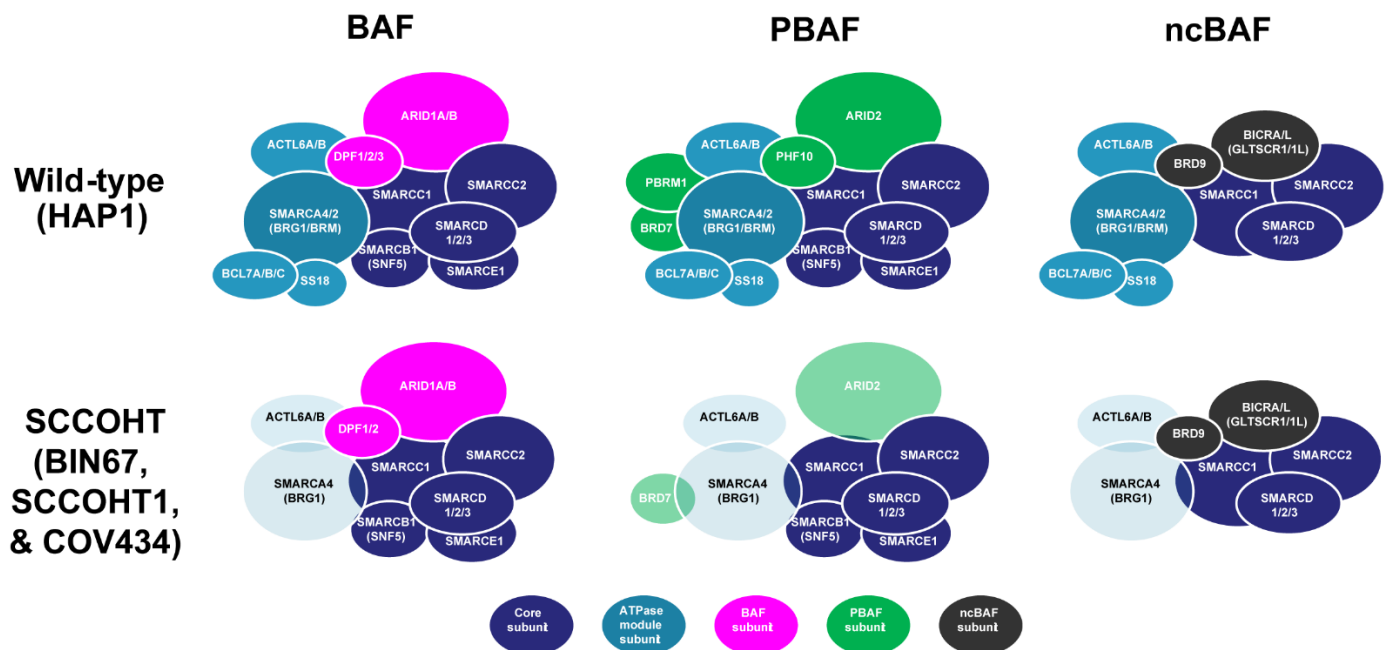 BAF
PBAF
ncBAF
Wild-type
(HAP1)
ARID1A/B
ACTL6A/B
DPF1/2/3
SMARCC1
SMARCC2
SMARCA4/2
(BRG1/BRM)
SMARCD
1/2/3
SMARCB1
(SNF5)
SMARCE1
BCL7A/B/C
SS18
ARID2
ACTL6A/B
PHF10
PBRM1
SMARCC1
SMARCC2
SMARCA4/2
(BRG1/BRM)
BRD7
SMARCD
1/2/3
SMARCB1
(SNF5)
SMARCE1
BCL7A/B/C
SS18
BICRA/L
(GLTSCR1/1L)
ACTL6A/B
BRD9
SMARCC1
SMARCC2
SMARCA4/2
(BRG1/BRM)
SMARCD
1/2/3
BCL7A/B/C
SS18
SCCOHT
(BIN67,
SCCOHT1,
& COV434)
ARID1A/B
ACTL6A/B
DPF1/2
SMARCC1
SMARCC2
SMARCA4
(BRG1)
SMARCD
1/2/3
SMARCB1
(SNF5)
SMARCE1
ARID2
ACTL6A/B
SMARCC1
SMARCC2
SMARCA4
(BRG1)
BRD7
SMARCD
1/2/3
SMARCB1
(SNF5)
SMARCE1
BICRA/L
(GLTSCR1/1L)
ACTL6A/B
BRD9
SMARCC1
SMARCC2
SMARCA4
(BRG1)
SMARCD
1/2/3
Core
subunit
ATPase
module
subunit
BAF
subunit
PBAF
subunit
ncBAF
subunit